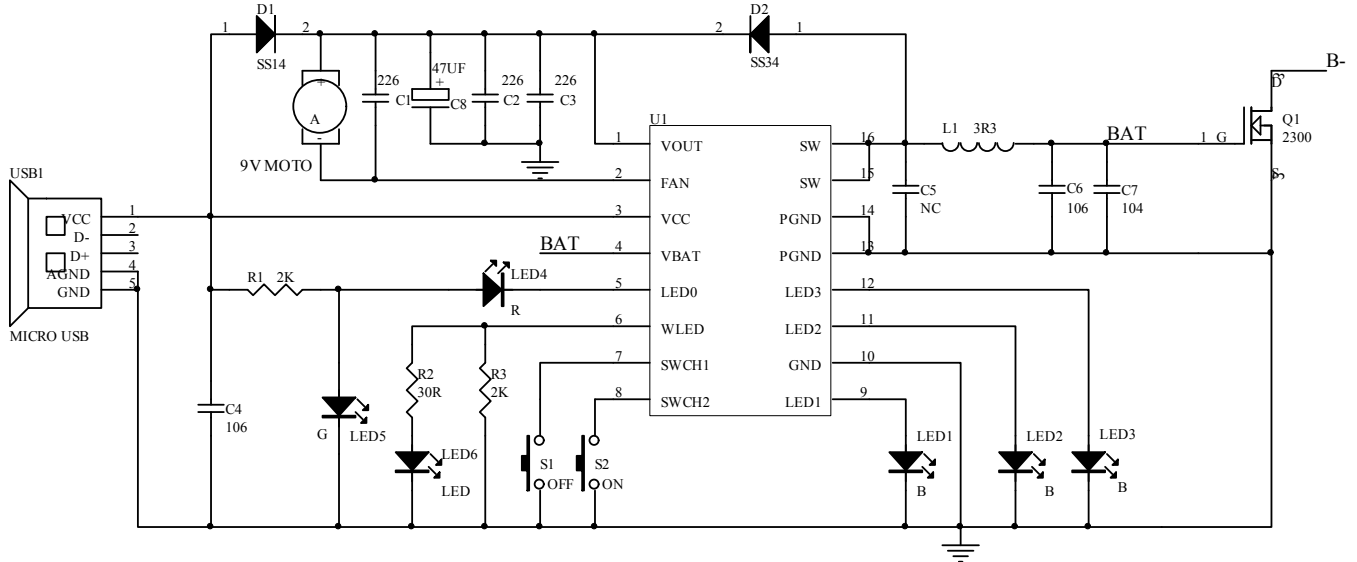 D1
1 2
SS14
D2
2 1
SS34
B-
D
3
Q1
2300
1 G
S
47UF
+
226
C1
C8
226
C2
226
C3
+
A
-
9V MOTO
U1
1 VOUT
2 FAN
3 VCC
4 VBAT
5 LED0
6 WLED
7 SWCH1
8 SWCH2
SW 16
SW 15
PGND 14
PGND 13
LED3 12
LED2 11
GND 10
LED1 9
L1 3R3
BAT
C5
NC
C6
106
C7
104
USB1
VCC 1
D- 2
D+ 3
AGND 4
GND 5
MICRO USB
BAT
R1 2K
LED4
R
R2
30R
R3
2K
C4
106
G
LED5
LED6
LED
S1
OFF
S2
ON
LED1
B
LED2
B
LED3
B